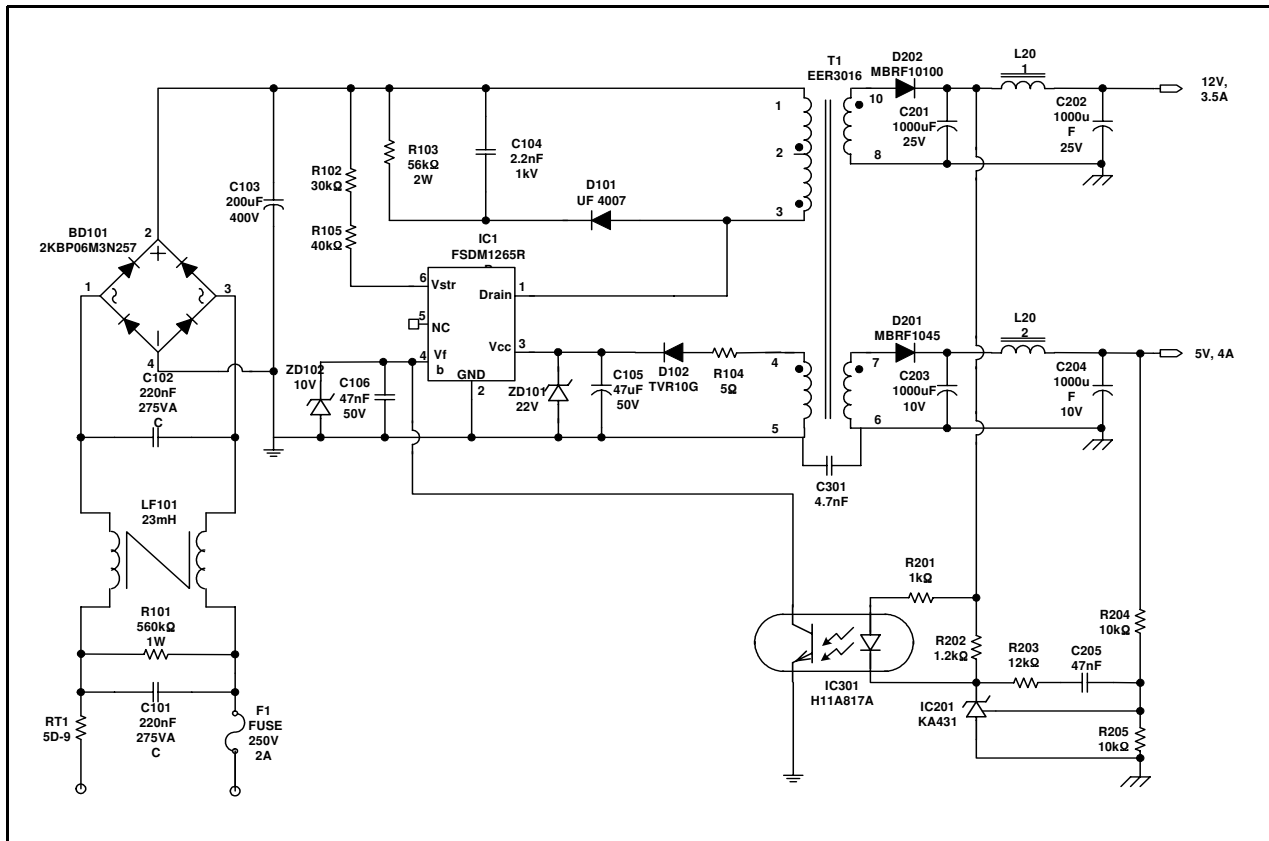 D202
MBRF10100
L20
1
T1
EER3016
12V,
3.5A
1
10
C201
1000uF
25V
C202
1000u
F
25V
R103
56kΩ
2W
C104
2.2nF
1kV
2
8
R102
30kΩ
C103
200uF
400V
D101
UF 4007
3
R105
40kΩ
BD101
2KBP06M3N257
2
IC1
FSDM1265R
6
Vstr
1
Drain
1
3
5
NC
D201
MBRF1045
L20
2
4
Vf
b
Vcc
3
4
7
5V, 4A
4
C102
220nF
275VA
C
ZD102
10V
C106
47nF
50V
GND
2
ZD101
22V
C105
47uF
50V
D102
TVR10G
R104
5Ω
C203
1000uF
10V
C204
1000u
F
10V
5
6
C301
4.7nF
LF101
23mH
R201
1kΩ
R101
560kΩ
1W
R204
10kΩ
R202
1.2kΩ
R203
12kΩ
C205
47nF
IC301
H11A817A
RT1
5D-9
C101
220nF
275VA
C
F1
FUSE
250V
2A
IC201
KA431
R205
10kΩ